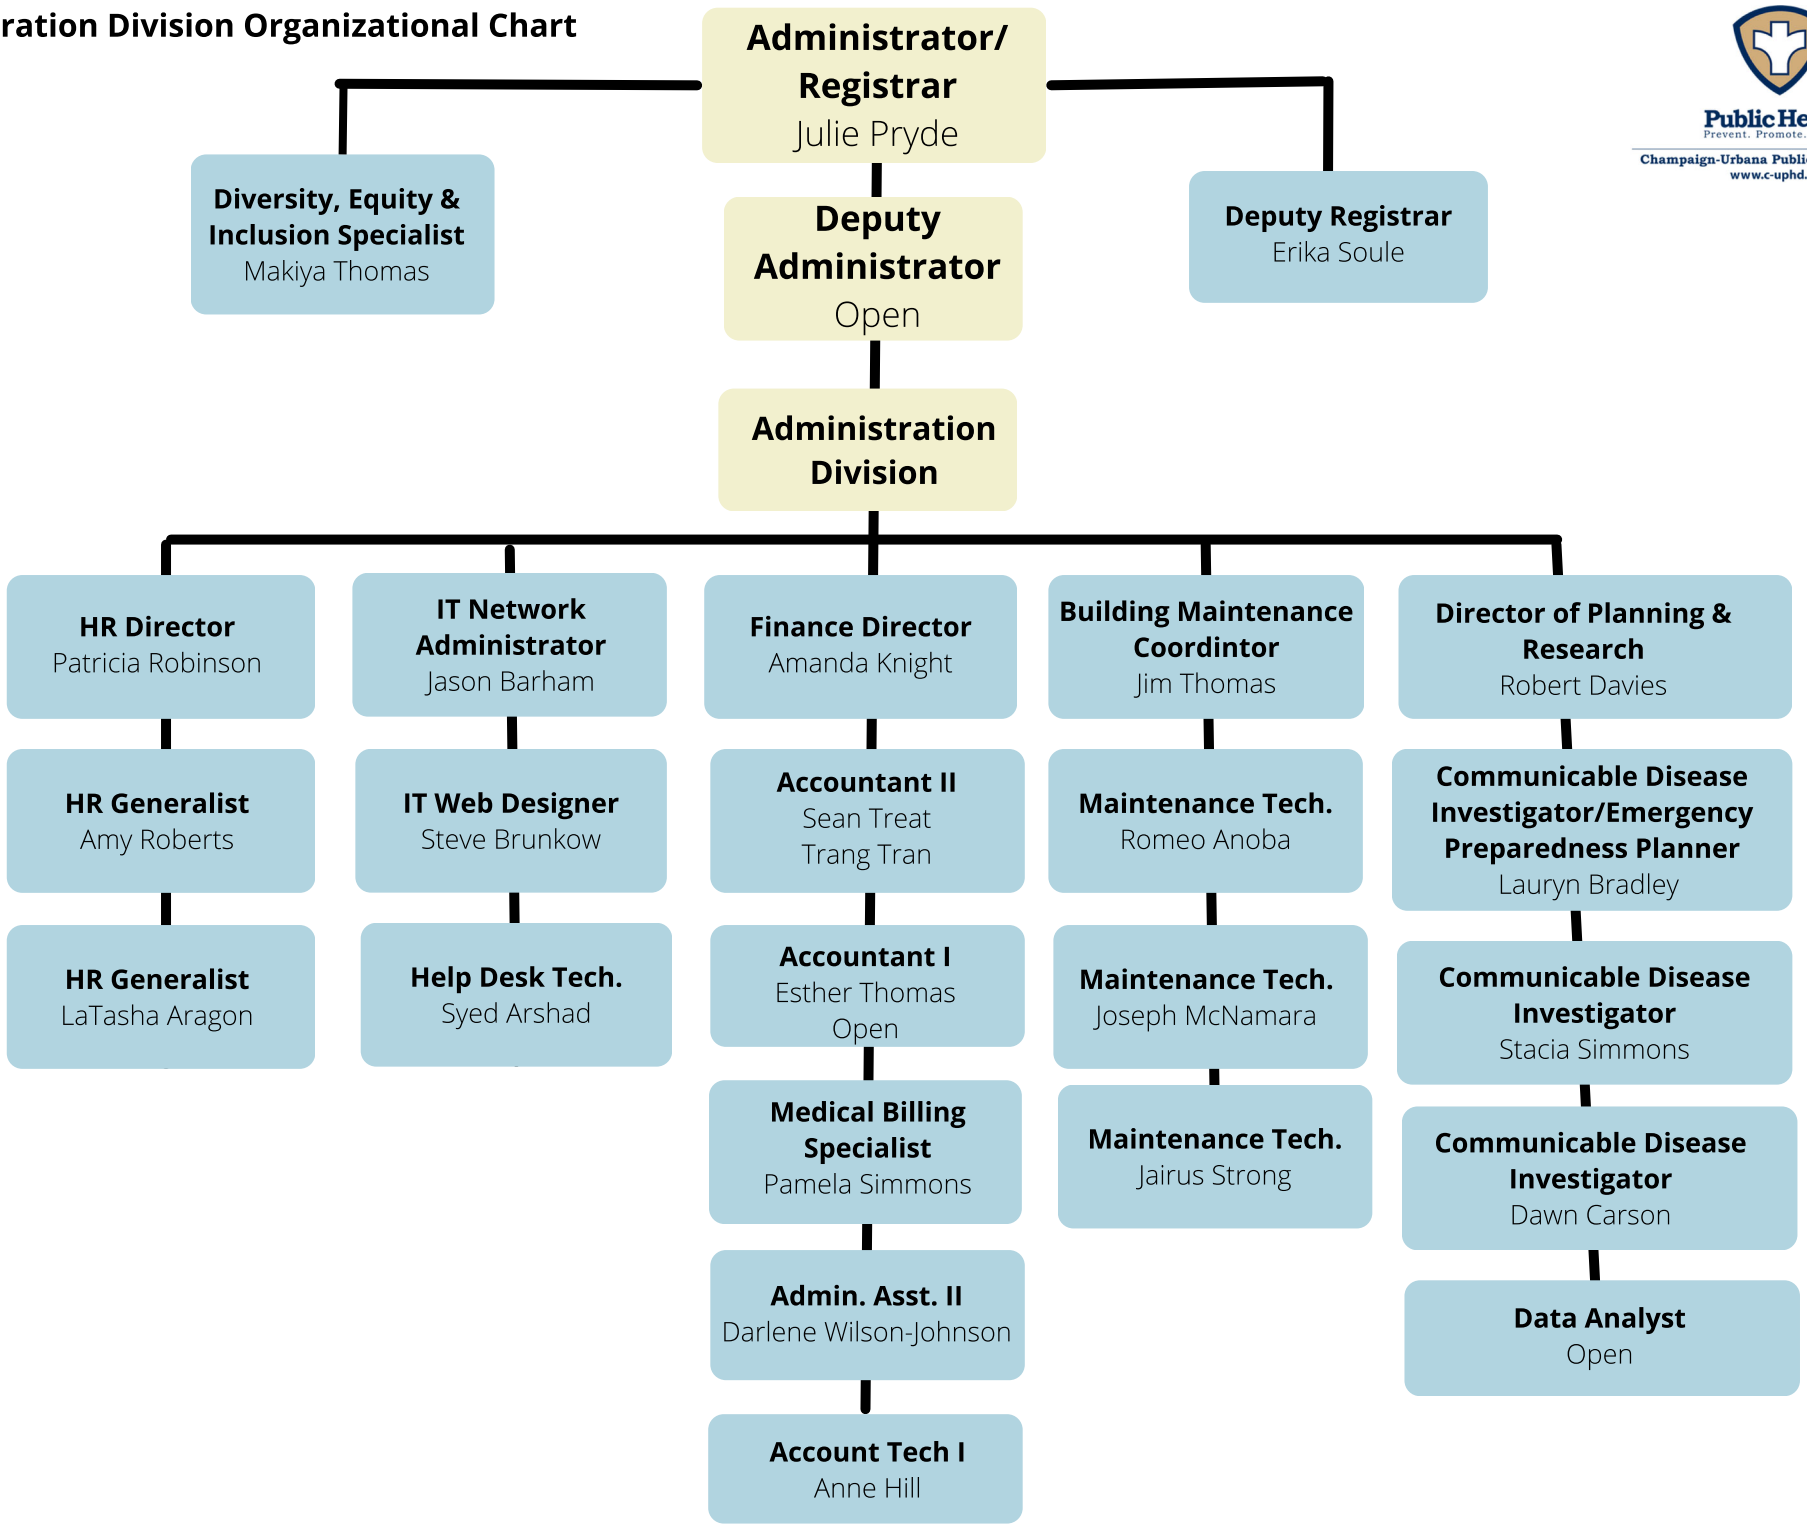 ration Division Organizational Chart
Administrator/
Registrar
Julie Pryde
Public He
Prevent. Promote.
Champaign-Urbana Public
www.c-uphd.
Diversity, Equity &
Inclusion Specialist
Makiya Thomas
Deputy
Administrator
Open
Deputy Registrar
Erika Soule
Administration
Division
HR Director
Patricia Robinson
IT Network
Administrator
Jason Barham
Finance Director
Amanda Knight
Building Maintenance
Coordintor
Jim Thomas
Director of Planning &
Research
Robert Davies
HR Generalist
Amy Roberts
IT Web Designer
Steve Brunkow
Accountant II
Sean Treat
Trang Tran
Maintenance Tech.
Romeo Anoba
Communicable Disease
Investigator/Emergency
Preparedness Planner
Lauryn Bradley
HR Generalist
LaTasha Aragon
Help Desk Tech.
Syed Arshad
Accountant I
Esther Thomas
Open
Maintenance Tech.
Joseph McNamara
Communicable Disease
Investigator
Stacia Simmons
Medical Billing
Specialist
Pamela Simmons
Maintenance Tech.
Jairus Strong
Communicable Disease
Investigator
Dawn Carson
Admin. Asst. II
Darlene Wilson-Johnson
Data Analyst
Open
Account Tech I
Anne Hill